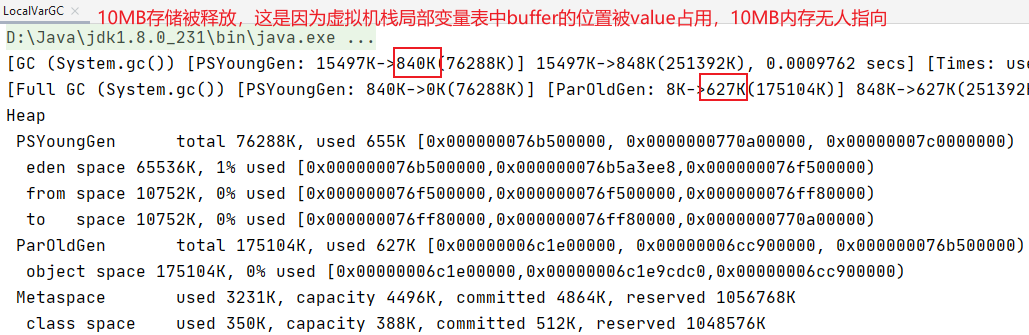 LocalVarGC ×
10MB存储被释放，这是因为虚拟机栈局部变量表中buffer的位置被value占用，10MB内存无人指向
D:\Java\jdk1.8.0_231\bin\java.exe ...
[GC (System.gc()) [PSYoungGen: 15497K->840K(76288K)] 15497K->848K(251392K), 0.0009762 secs] [Times: use
[Full GC (System.gc()) [PSYoungGen: 840K->0K(76288K)] [ParOldGen: 8K->627K(175104K)] 848K->627K(251392K
Heap
PSYoungGen total 76288K, used 655K [0x000000076b500000, 0x0000000770a00000, 0x00000007c0000000)
eden space 65536K, 1% used [0x000000076b500000,0x000000076b5a3ee8,0x000000076f500000)
from space 10752K, 0% used [0x000000076f500000,0x000000076f500000,0x000000076ff80000)
to space 10752K, 0% used [0x000000076ff80000,0x000000076ff80000,0x0000000770a00000)
ParOldGen total 175104K, used 627K [0x00000006c1e00000, 0x00000006cc900000, 0x000000076b500000)
object space 175104K, 0% used [0x00000006c1e00000,0x00000006c1e9cdc0,0x00000006cc900000)
Metaspace used 3231K, capacity 4496K, committed 4864K, reserved 1056768K
class space used 350K, capacity 388K, committed 512K, reserved 1048576K